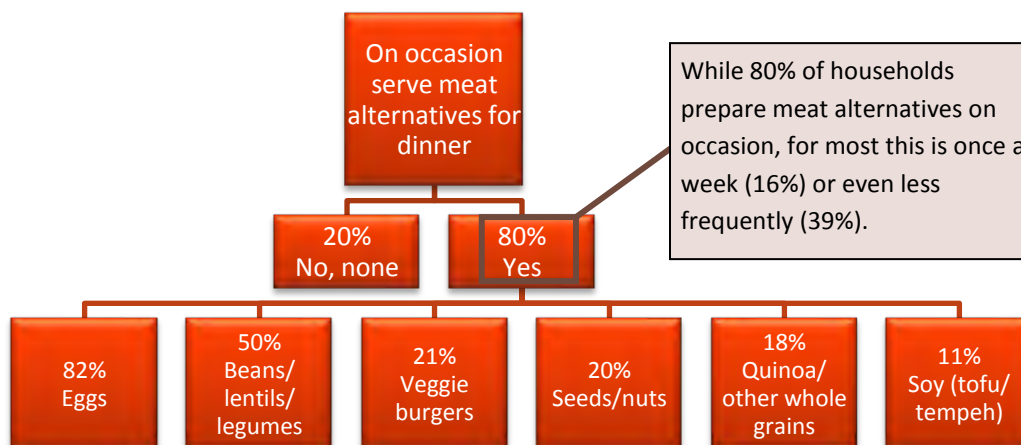 On occasion
serve meat
alternatives for
dinner
While 80% of households
prepare meat alternatives on
occasion, for most this is once a
week (16%) or even less
frequently (39%).
20%
No, none
80%
Yes
82%
Eggs
50%
Beans/
lentils/
legumes
21%
Veggie
burgers
20%
Seeds/nuts
18%
Quinoa/
other whole
grains
11%
Soy (tofu/
tempeh)